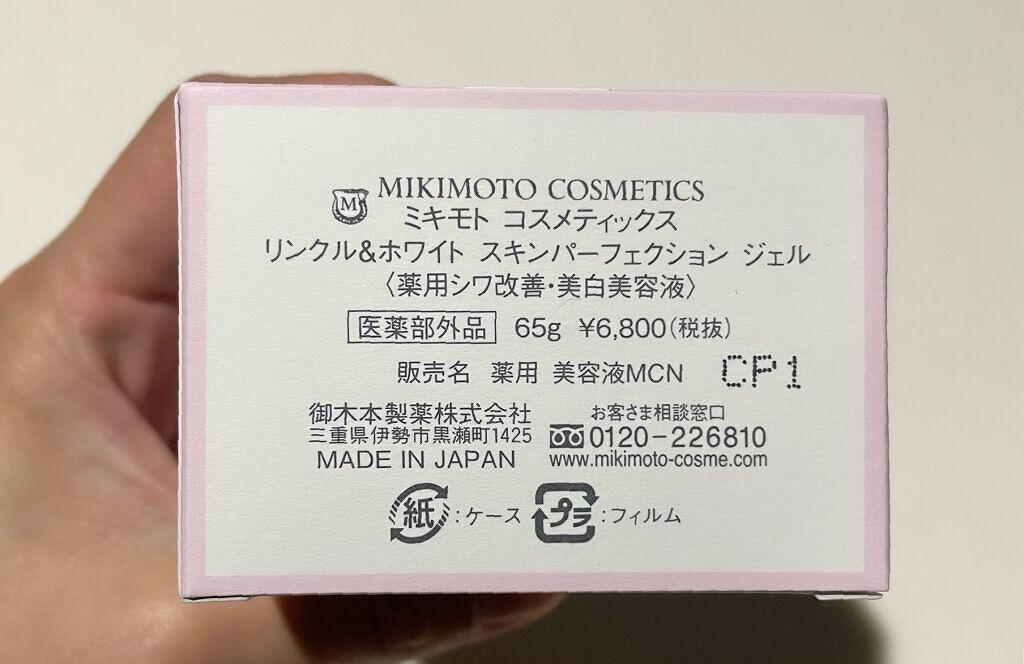 M MIKIMOTO COSMETICS
ミキモト コスメティックス
リンクル&ホワイト スキンパーフェクション ジェル
〈薬用シワ改善・美白美容液〉
医薬部外品 65g ¥6,800(税抜)
販売名 薬用 美容液MCN CP1
御木本製薬株式会社
三重県伊勢市黒瀬町1425
MADE IN JAPAN
お客さま相談窓口
0120-226810
www.mikimoto-cosme.com
紙:ケース プラ:フィルム